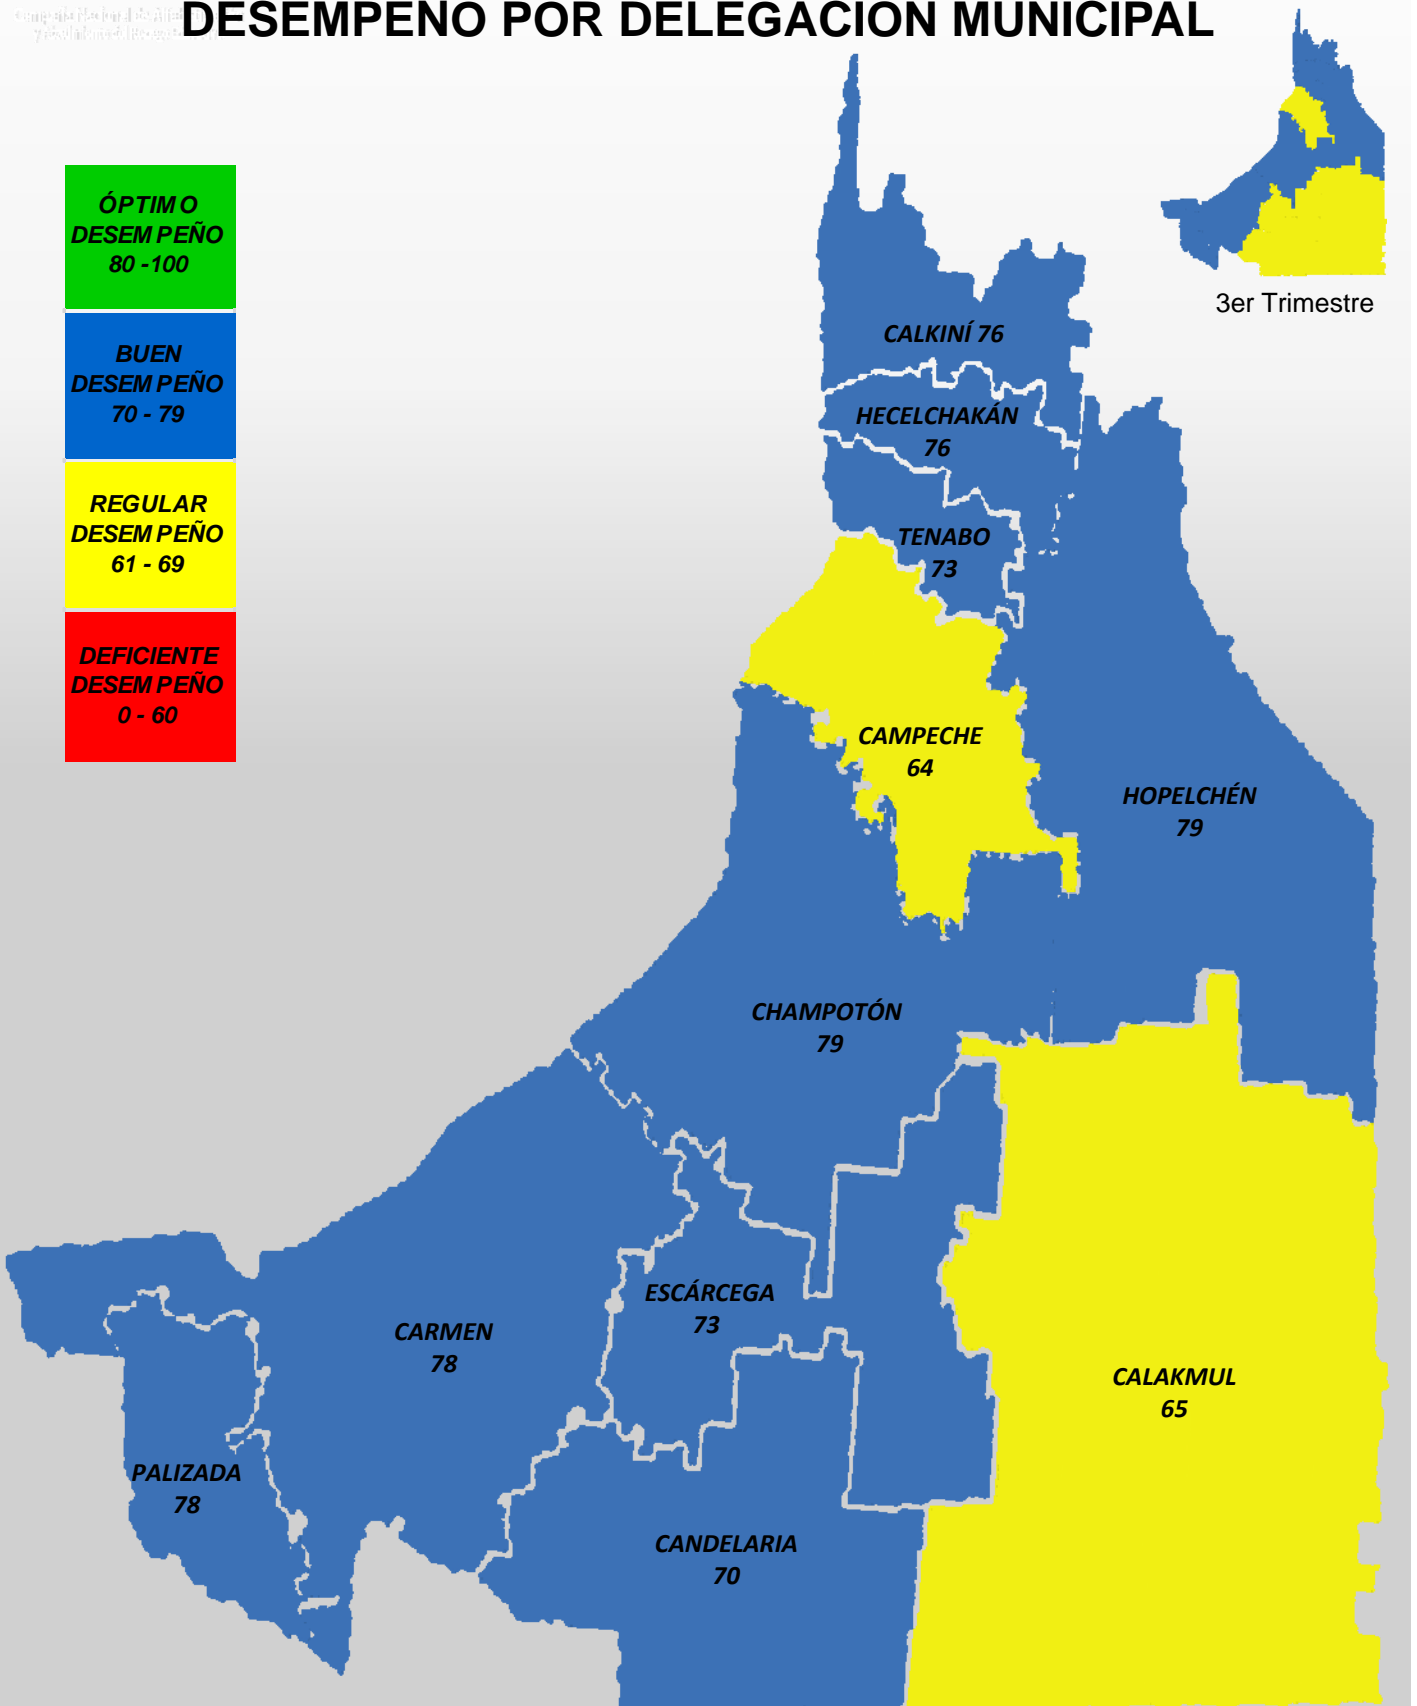 DESEMPEÑO POR DELEGACIÓN MUNICIPAL
3er Trimestre
ÓPTIMO
DESEMPEÑO
80 -100
BUEN
DESEMPEÑO
70 - 79
REGULAR
DESEMPEÑO
61 - 69
DEFICIENTE
DESEMPEÑO
0 - 60
CALKINÍ 76
HECELCHAKÁN
76
TENABO
73
CAMPECHE
64
HOPELCHÉN
79
CHAMPOTÓN
79
ESCÁRCEGA
73
CARMEN
78
CALAKMUL
65
PALIZADA
78
CANDELARIA
70